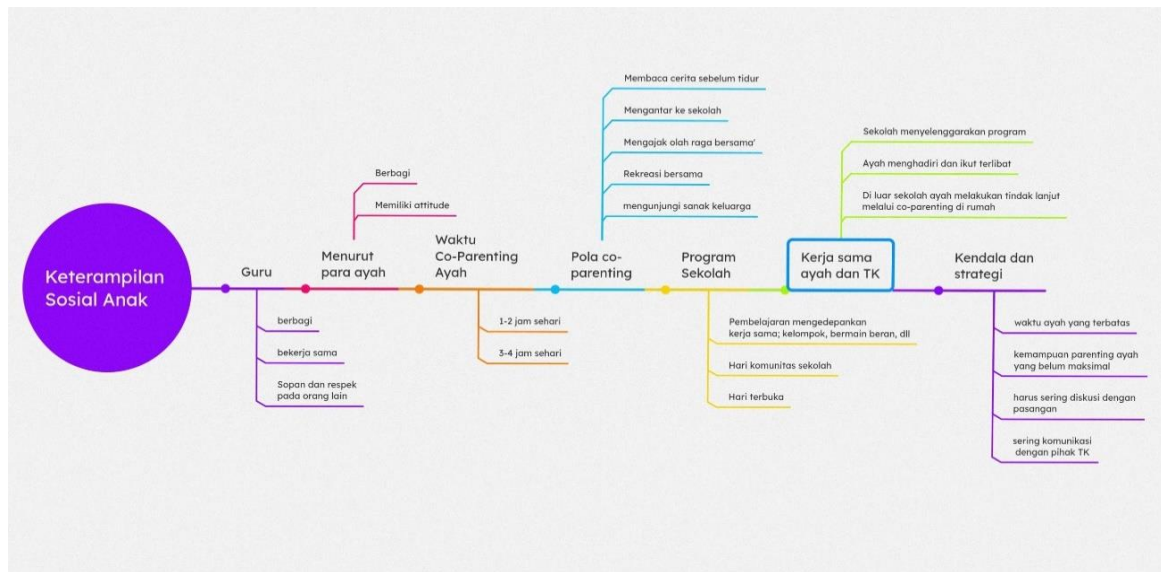 Keterampilan
Sosial Anak
Guru
berbagi
bekerja sama
Sopan dan respek
pada orang lain
Menurut
para ayah
Berbagi
Memiliki attitude
Waktu
Co-Parenting
Ayah
1-2 jam sehari
3-4 jam sehari
Pola co-
parenting
Membaca cerita sebelum tidur
Mengantar ke sekolah
Mengajak olah raga bersama'
Rekreasi bersama
mengunjungi sanak keluarga
Program
Sekolah
Pembelajaran mengedepankan
kerja sama; kelompok, bermain beran, dll
Hari komunitas sekolah
Hari terbuka
Kerja sama
ayah dan TK
Sekolah menyelenggarakan program
Ayah menghadiri dan ikut terlibat
Di luar sekolah ayah melakukan tindak lanjut
melalui co-parenting di rumah
Kendala dan
strategi
waktu ayah yang terbatas
kemampuan parenting ayah
yang belum maksimal
harus sering diskusi dengan
pasangan
sering komunikasi
dengan pihak TK